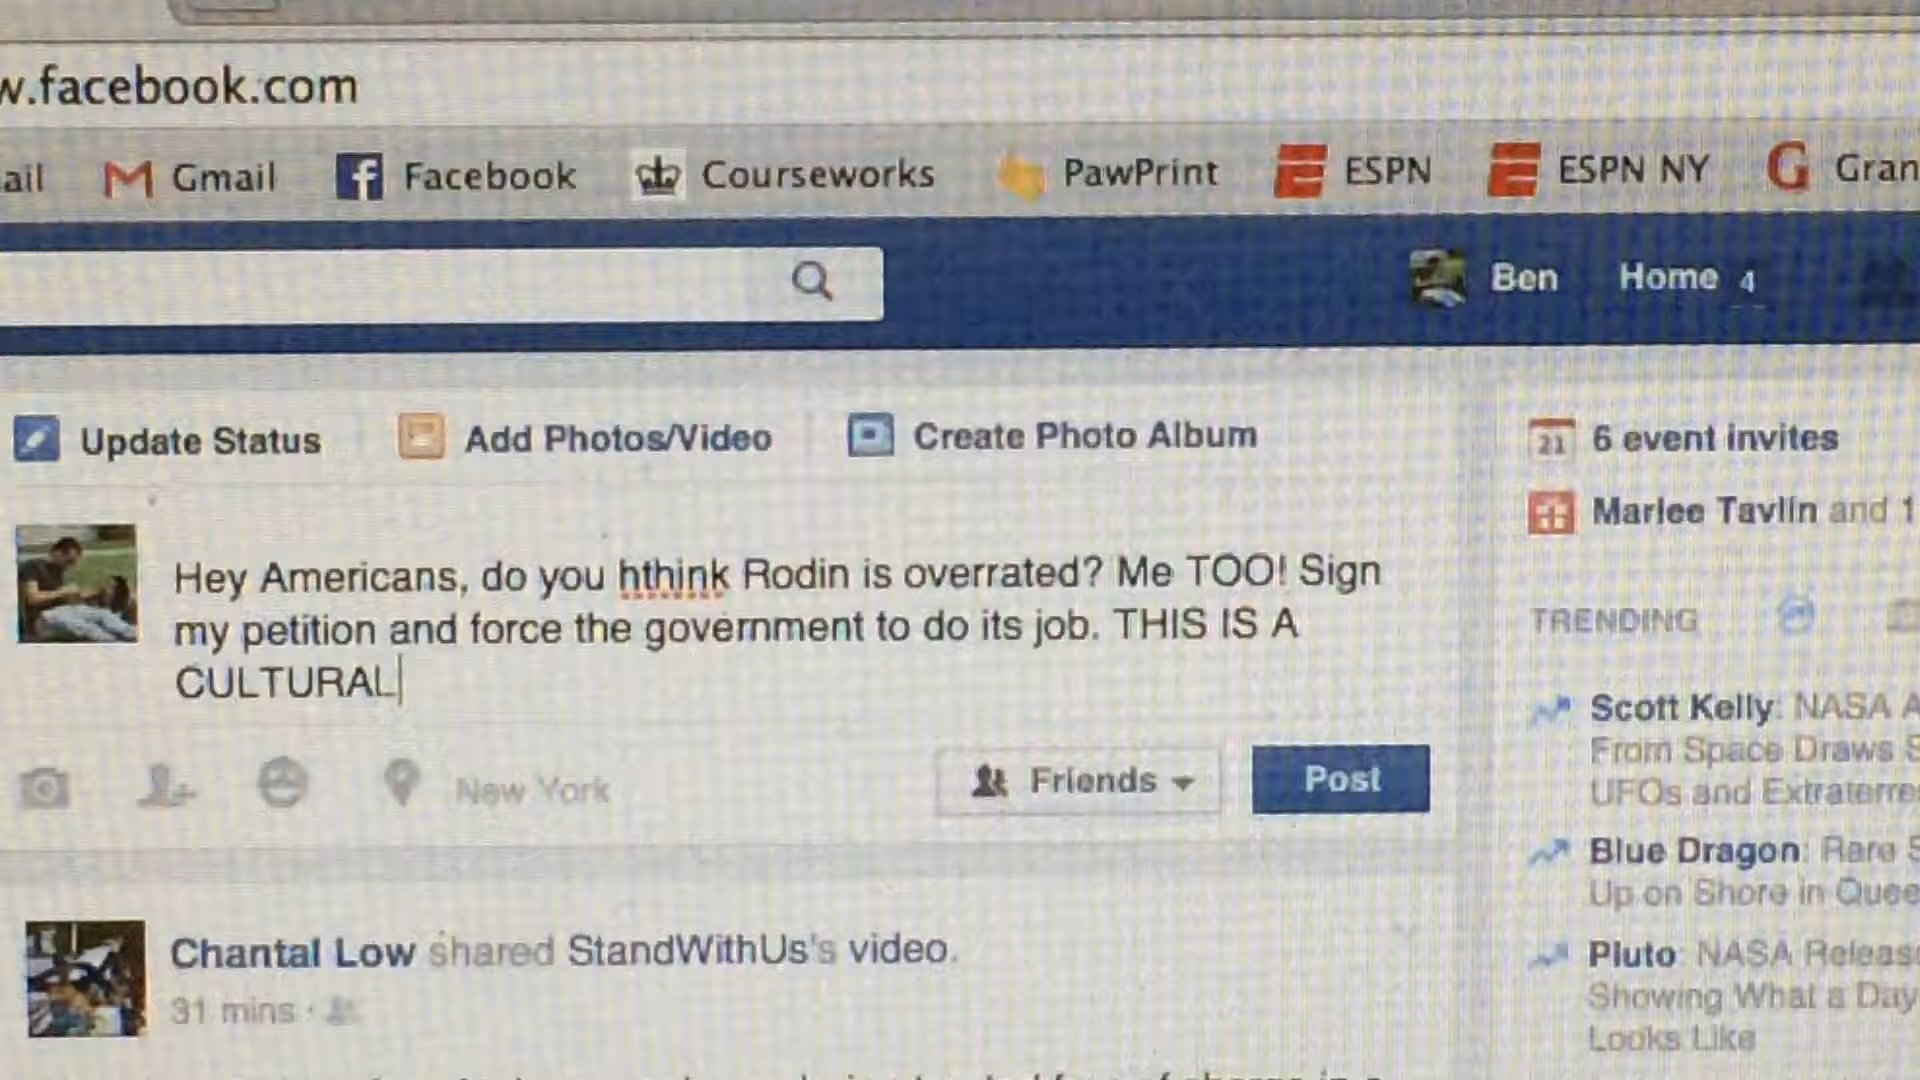 w.facebook.com
ail Gmail Facebook Courseworks PawPrint ESPN ESPN NY Gran
Ben Home 4
Update Status Add Photos/Video Create Photo Album
Hey Americans, do you hthink Rodin is overrated? Me TOO! Sign
my petition and force the government to do its job. THIS IS A
CULTURAL
New York Friends Post
Chantal Low shared StandWithUs's video.
31 mins
21 6 event invites
Marlee Tavlin and 1
TRENDING
Scott Kelly: NASA A
From Space Draws S
UFOs and Extraterre
Blue Dragon: Rare S
Up on Shore in Quee
Pluto: NASA Releas
Showing What a Day
Looks Like